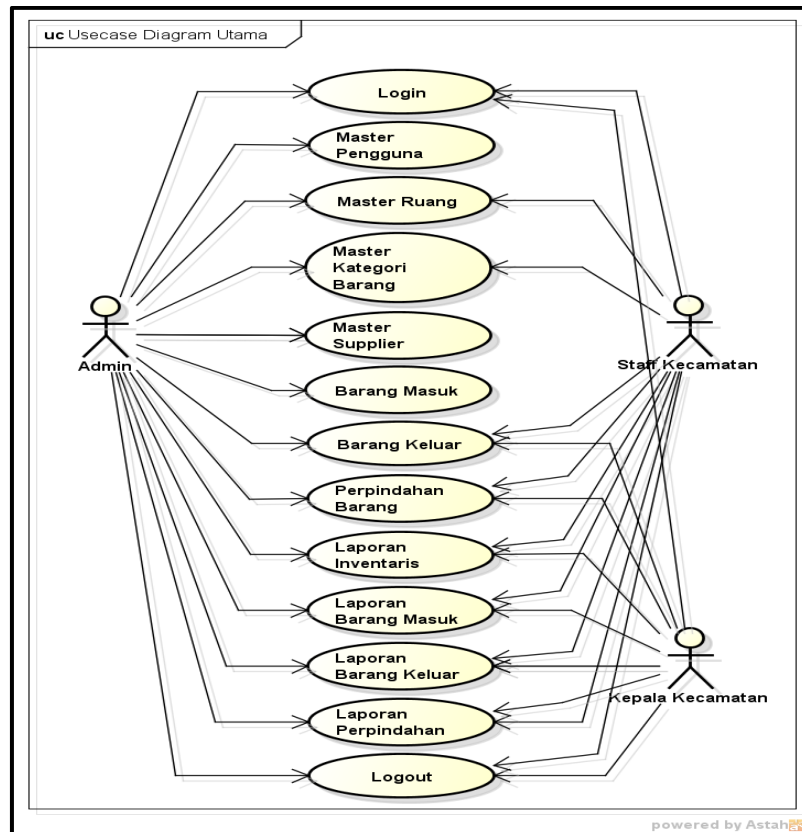 uc Usecase Diagram Utama
Login
Master
Pengguna
Master Ruang
Master
Kategori
Barang
Master
Supplier
Admin
Staff Kecamatan
Barang Masuk
Barang Keluar
Perpindahan
Barang
Laporan
Inventaris
Laporan
Barang Masuk
Laporan
Barang Keluar
Kepala Kecamatan
Laporan
Perpindahan
Logout
powered by Astah